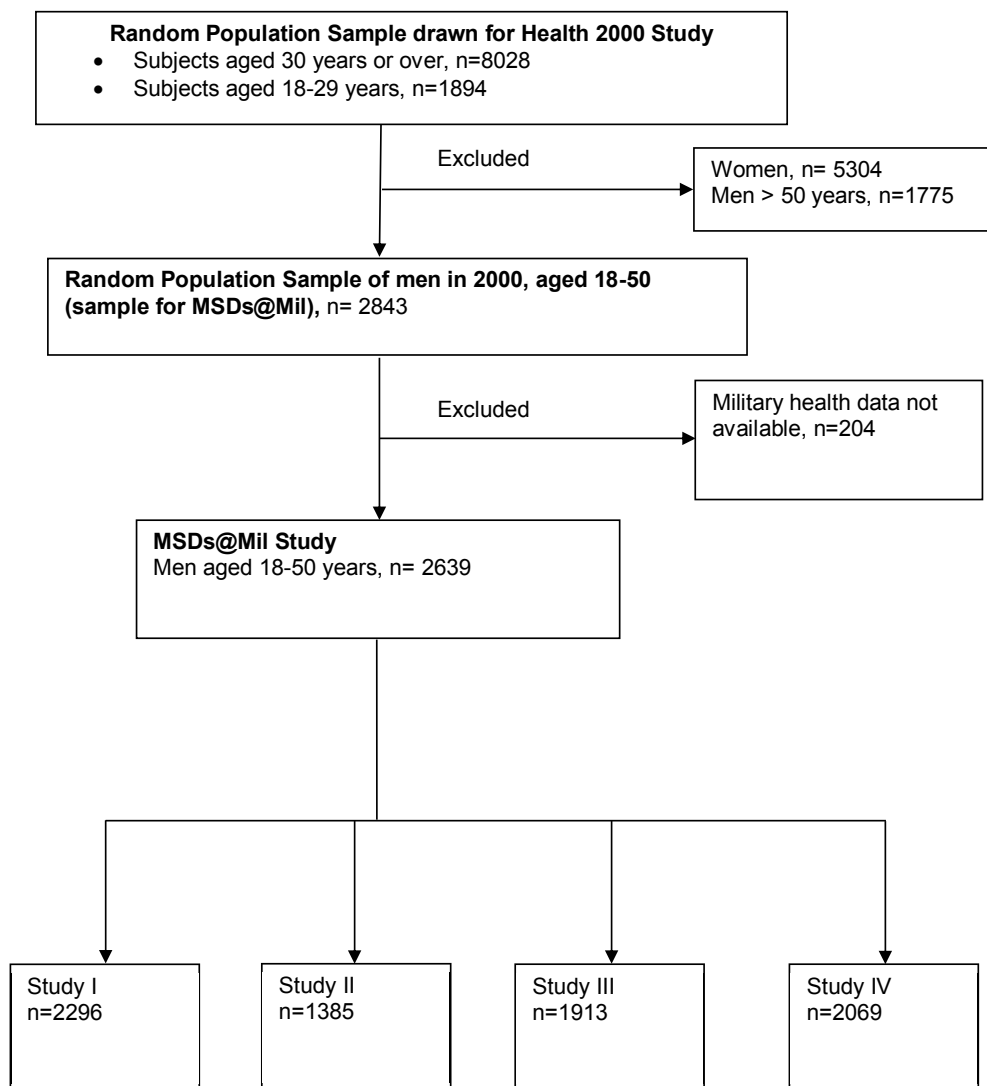 Random Population Sample drawn for Health 2000 Study
• Subjects aged 30 years or over, n=8028
• Subjects aged 18-29 years, n=1894
Excluded
Women, n= 5304
Men > 50 years, n=1775
Random Population Sample of men in 2000, aged 18-50
(sample for MSDs@Mil), n= 2843
Excluded
Military health data not
available, n=204
MSDs@Mil Study
Men aged 18-50 years, n= 2639
Study I
n=2296
Study II
n=1385
Study III
n=1913
Study IV
n=2069